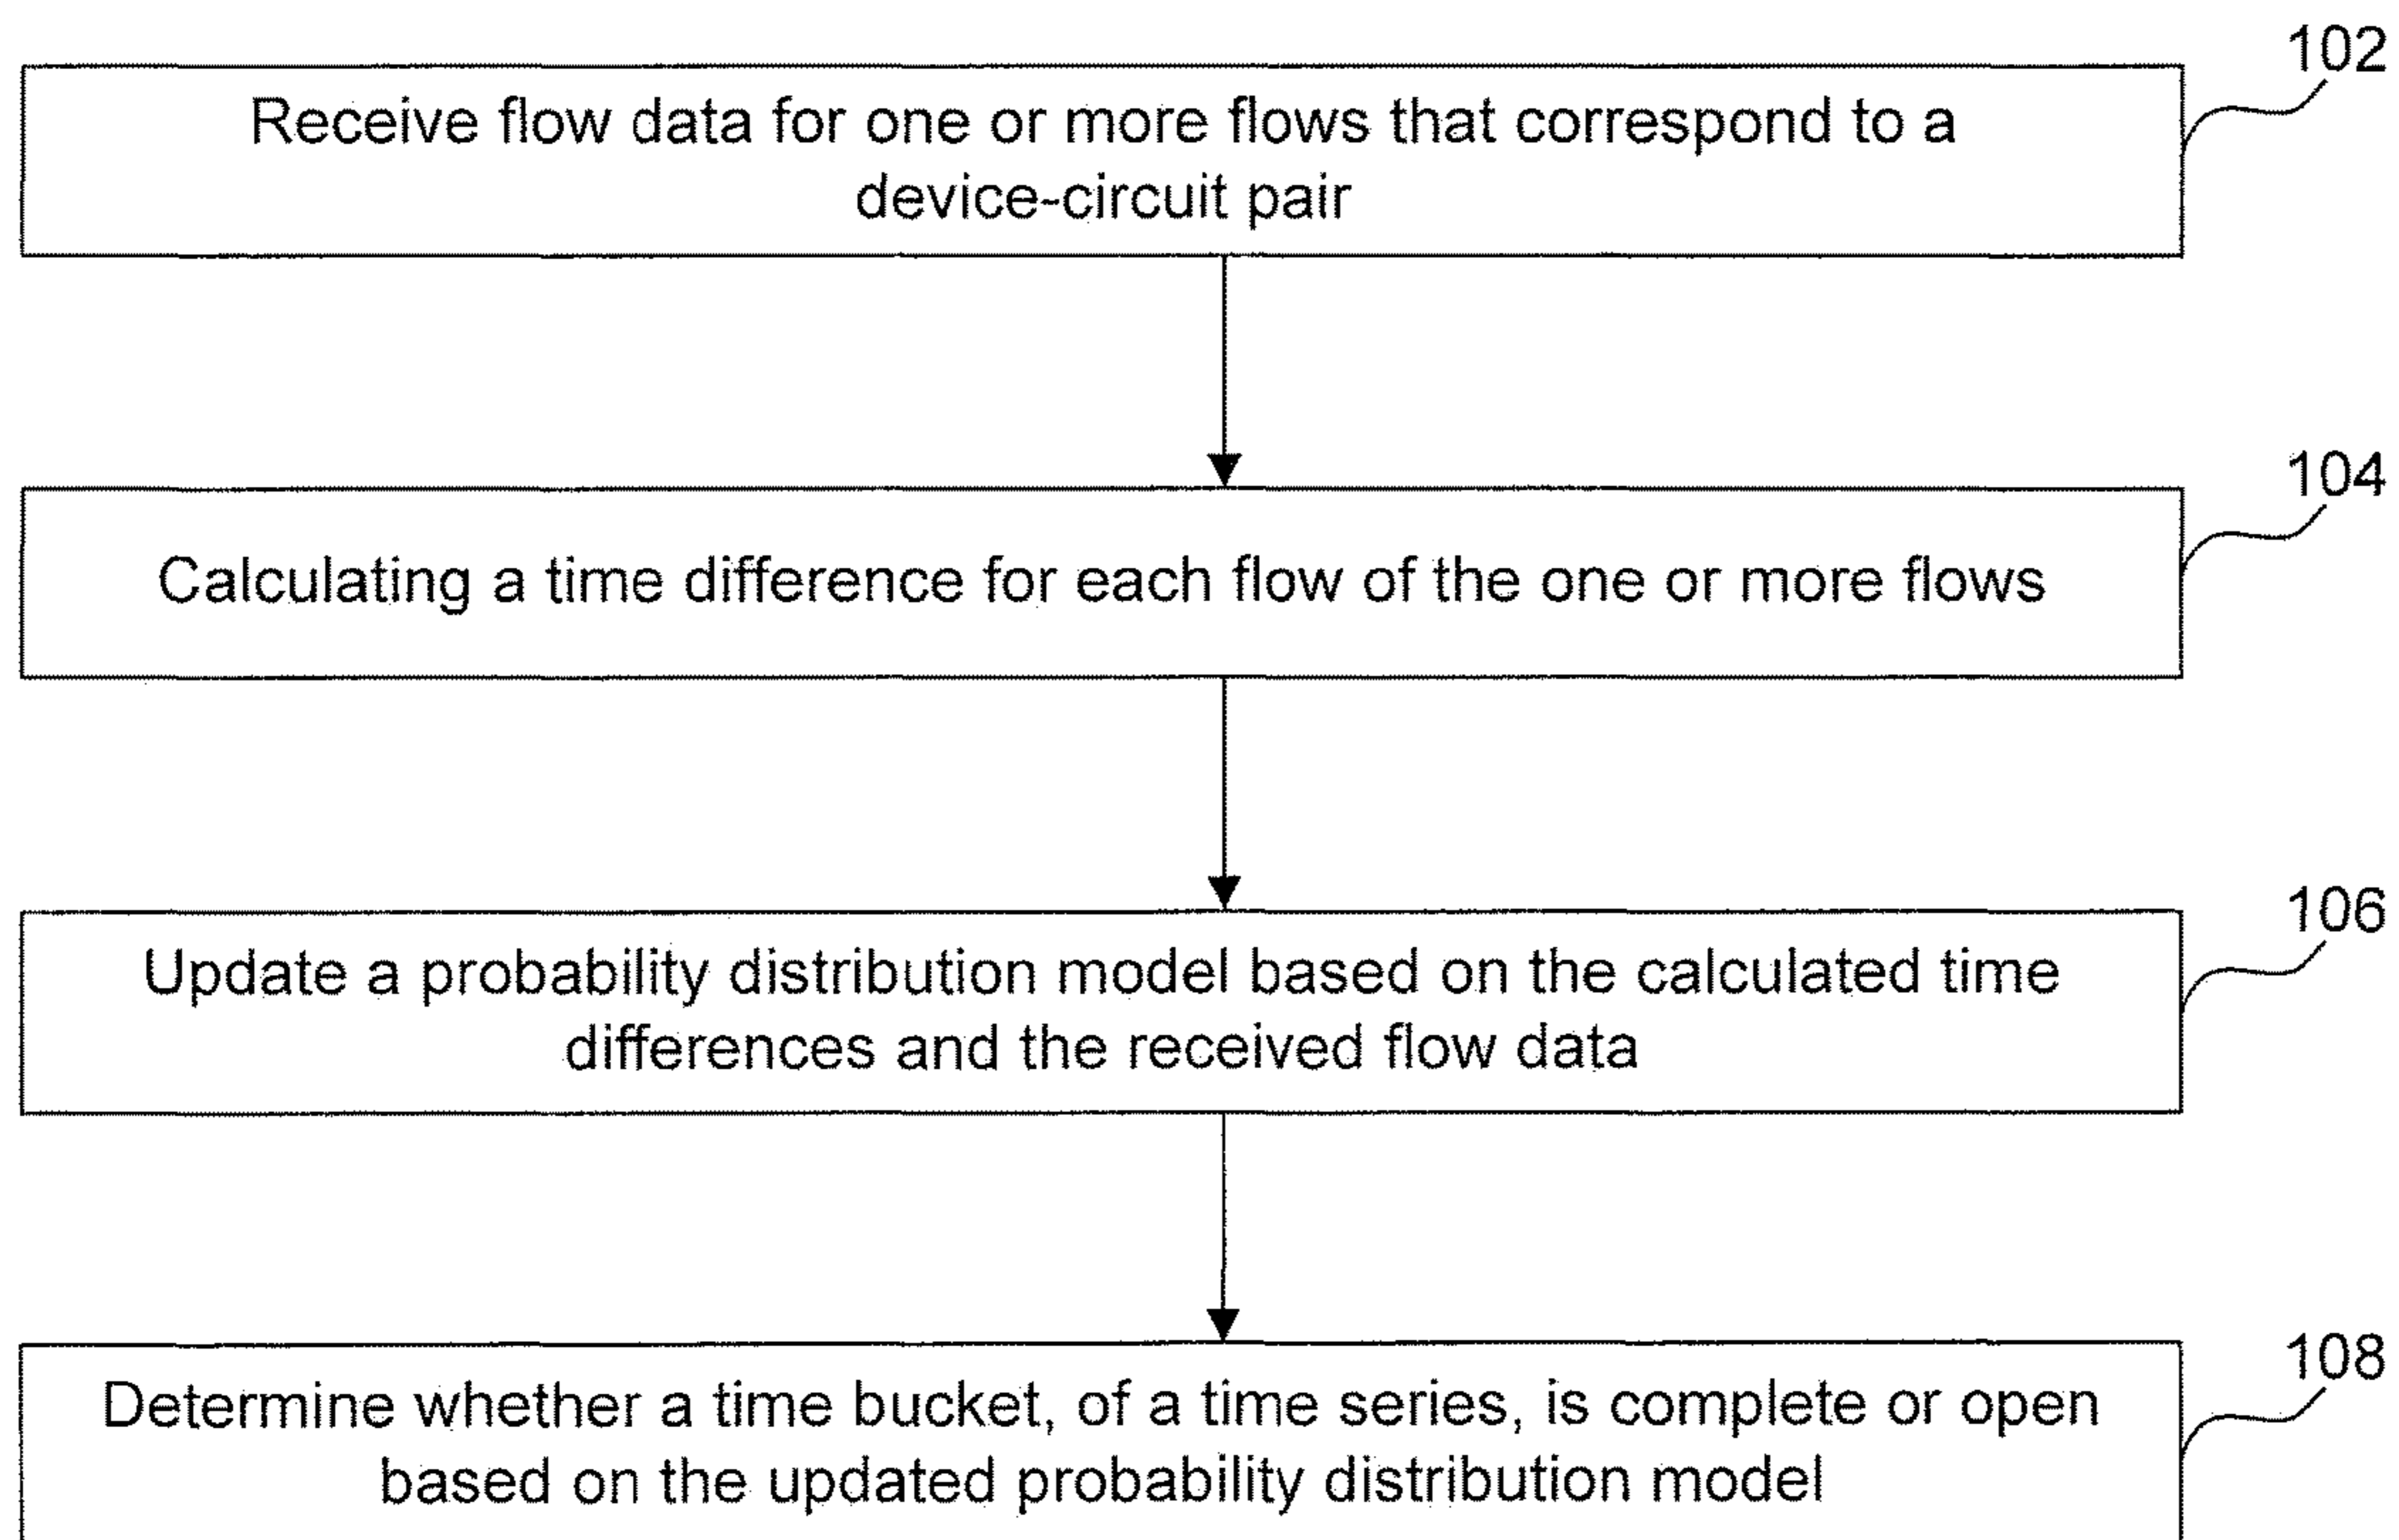 102
Receive flow data for one or more flows that correspond to a
device-circuit pair
104
Calculating a time difference for each flow of the one or more flows
106
Update a probability distribution model based on the calculated time
differences and the received flow data
108
Determine whether a time bucket, of a time series, is complete or open
based on the updated probability distribution model